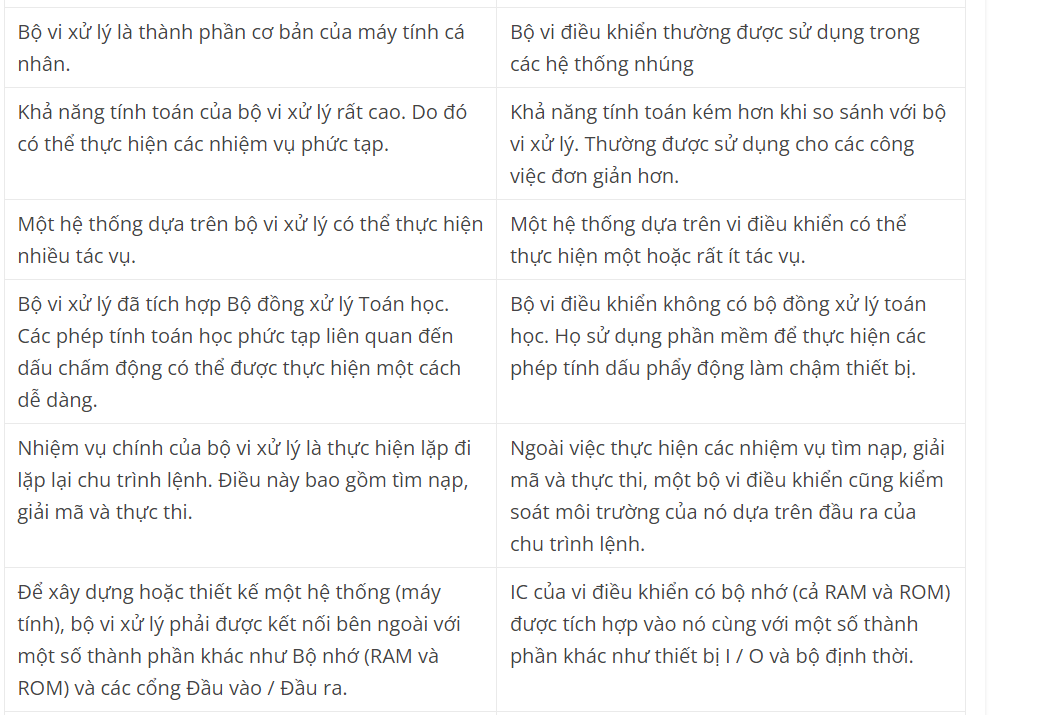 Bộ vi xử lý là thành phần cơ bản của máy tính cá
nhân.
Bộ vi điều khiển thường được sử dụng trong
các hệ thống nhúng
Khả năng tính toán của bộ vi xử lý rất cao. Do đó
có thể thực hiện các nhiệm vụ phức tạp.
Khả năng tính toán kém hơn khi so sánh với bộ
vi xử lý. Thường được sử dụng cho các công
việc đơn giản hơn.
Một hệ thống dựa trên bộ vi xử lý có thể thực hiện
nhiều tác vụ.
Một hệ thống dựa trên vi điều khiển có thể
thực hiện một hoặc rất ít tác vụ.
Bộ vi xử lý đã tích hợp Bộ đồng xử lý Toán học.
Các phép tính toán học phức tạp liên quan đến
dấu chấm động có thể được thực hiện một cách
dễ dàng.
Bộ vi điều khiển không có bộ đồng xử lý toán
học. Họ sử dụng phần mềm để thực hiện các
phép tính dấu phẩy động làm chậm thiết bị.
Nhiệm vụ chính của bộ vi xử lý là thực hiện lặp đi
lặp lại chu trình lệnh. Điều này bao gồm tìm nạp,
giải mã và thực thi.
Ngoài việc thực hiện các nhiệm vụ tìm nạp, giải
mã và thực thi, một bộ vi điều khiển cũng kiểm
soát môi trường của nó dựa trên đầu ra của
chu trình lệnh.
Để xây dựng hoặc thiết kế một hệ thống (máy
tính), bộ vi xử lý phải được kết nối bên ngoài với
một số thành phần khác như Bộ nhớ (RAM và
ROM) và các cổng Đầu vào / Đầu ra.
IC của vi điều khiển có bộ nhớ (cả RAM và ROM)
được tích hợp vào nó cùng với một số thành
phần khác như thiết bị I / O và bộ định thời.